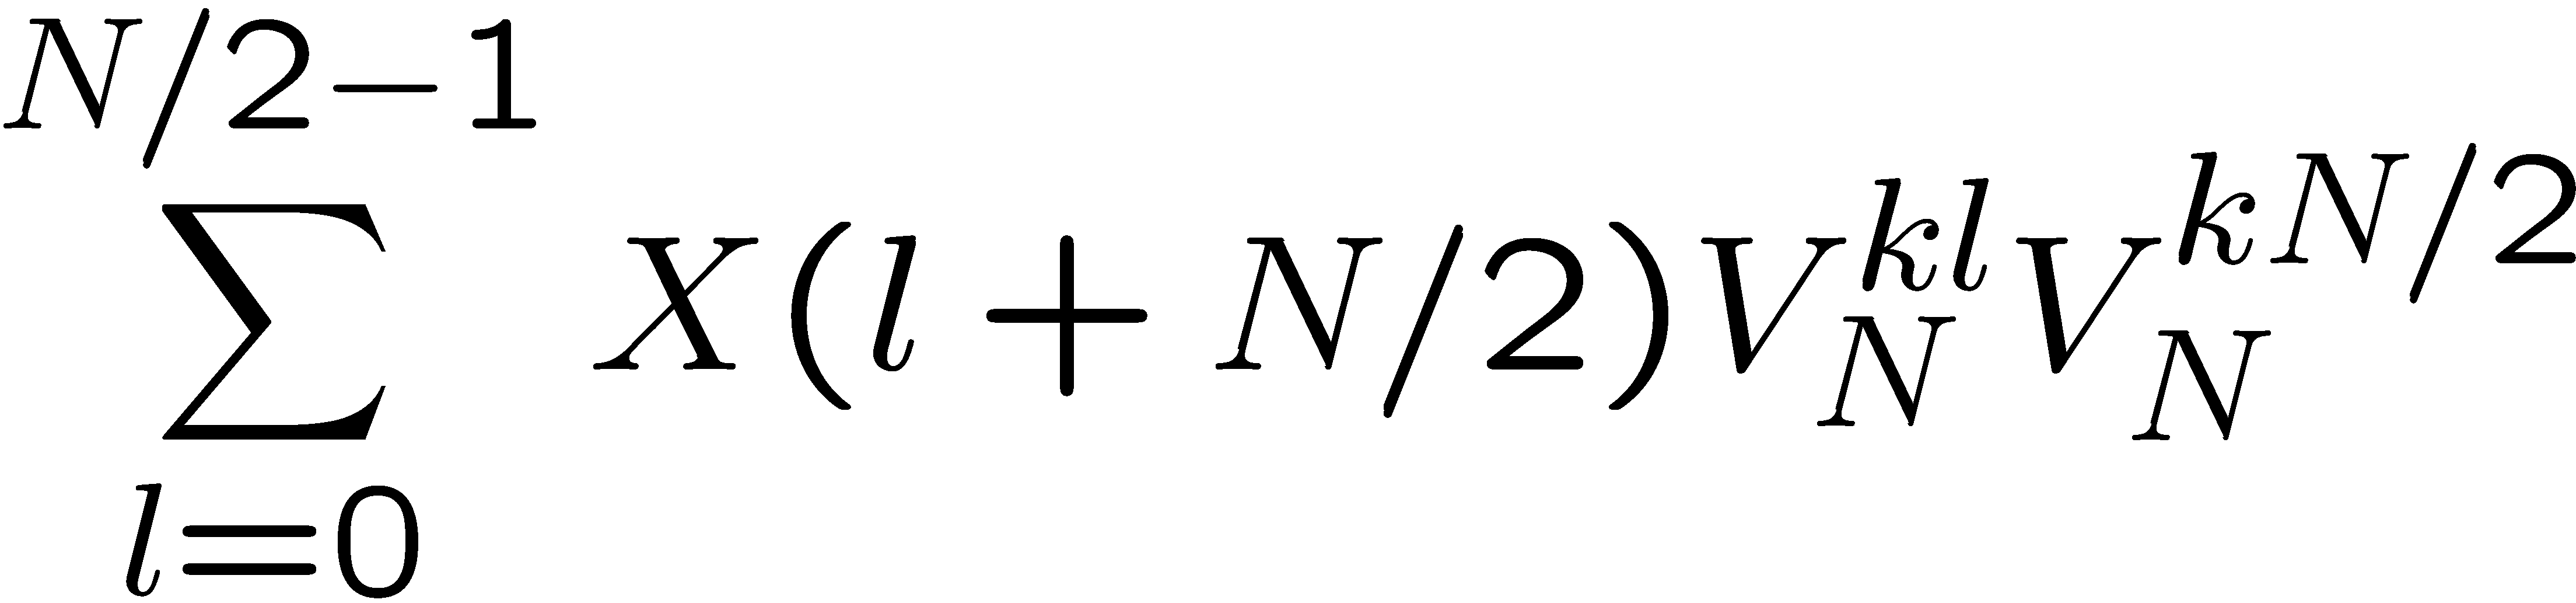 \sum_{l=0}^{N/2-1} X(l + N/2) V_N^{kl} V_N^{kN/2}